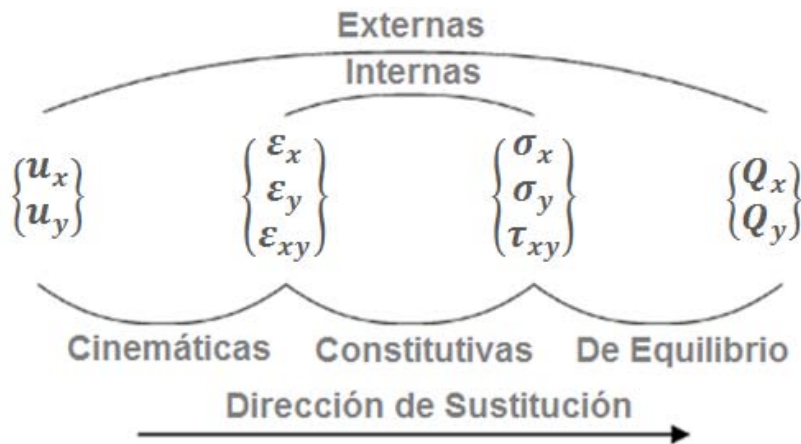 Externas
Internas
{u_x u_y} {ε_x ε_y ε_xy} {σ_x σ_y τ_xy} {Q_x Q_y}
Cinemáticas Constitutivas De Equilibrio
Dirección de Sustitución